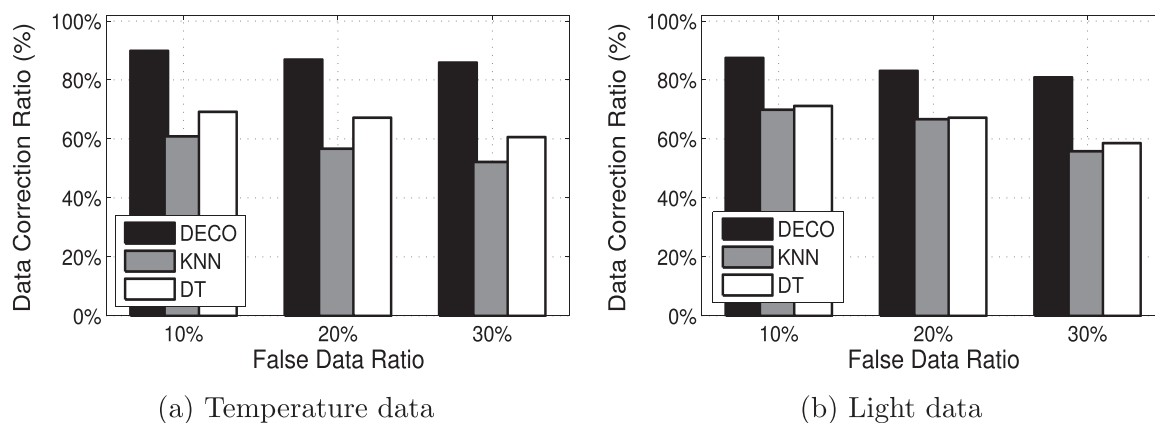 Data Correction Ratio (%)
100%
80%
60%
40%
20%
0%
DECO
KNN
DT
10%
20%
30%
False Data Ratio
(a) Temperature data
Data Correction Ratio (%)
100%
80%
60%
40%
20%
0%
DECO
KNN
DT
10%
20%
30%
False Data Ratio
(b) Light data